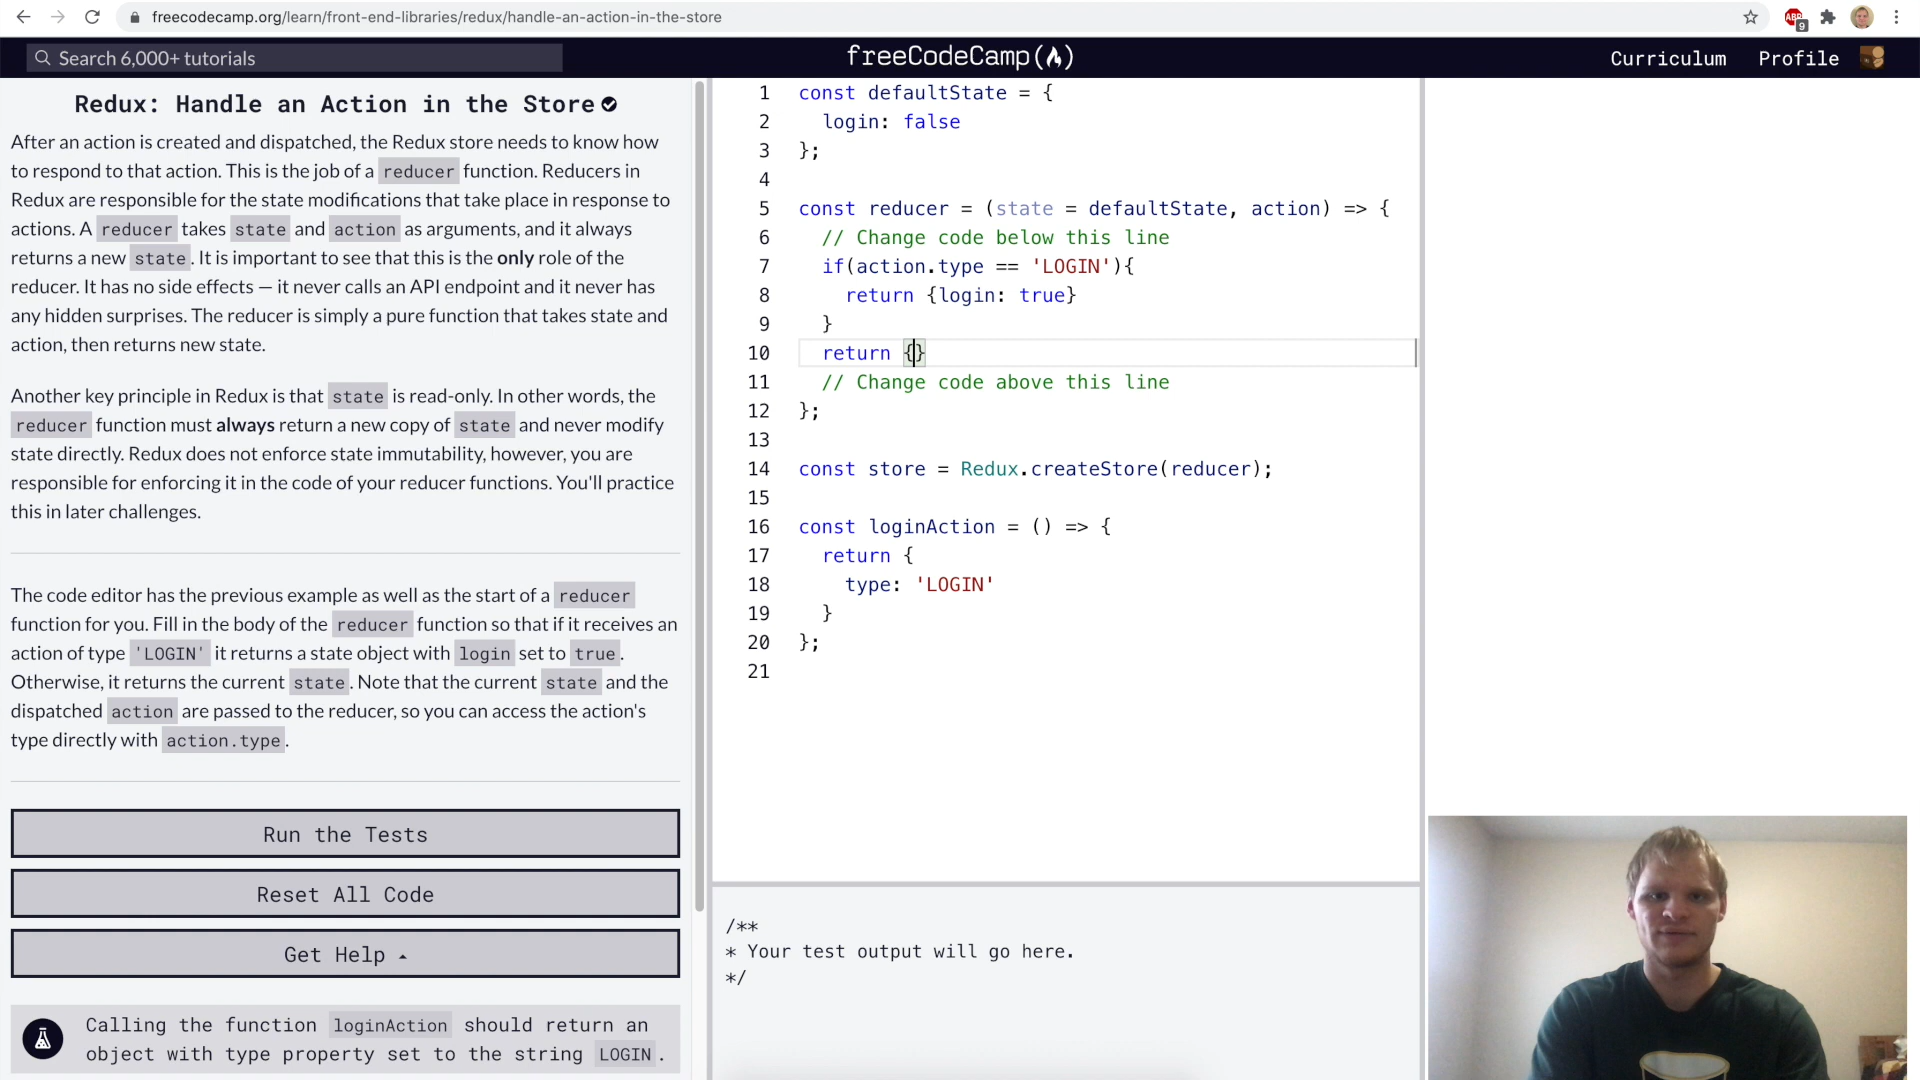 freecodecamp.org/learn/front-end-libraries/redux/handle-an-action-in-the-store
ABP
9
Search 6,000+ tutorials
freeCodeCamp
Curriculum
Profile
Redux: Handle an Action in the Store
After an action is created and dispatched, the Redux store needs to know how
to respond to that action. This is the job of a reducer function. Reducers in
Redux are responsible for the state modifications that take place in response to
actions. A reducer takes state and action as arguments, and it always
returns a new state. It is important to see that this is the only role of the
reducer. It has no side effects — it never calls an API endpoint and it never has
any hidden surprises. The reducer is simply a pure function that takes state and
action, then returns new state.
Another key principle in Redux is that state is read-only. In other words, the
reducer function must always return a new copy of state and never modify
state directly. Redux does not enforce state immutability, however, you are
responsible for enforcing it in the code of your reducer functions. You'll practice
this in later challenges.
The code editor has the previous example as well as the start of a reducer
function for you. Fill in the body of the reducer function so that if it receives an
action of type 'LOGIN' it returns a state object with login set to true.
Otherwise, it returns the current state. Note that the current state and the
dispatched action are passed to the reducer, so you can access the action's
type directly with action.type.
Run the Tests
Reset All Code
Get Help
Calling the function loginAction should return an
object with type property set to the string LOGIN.
1 const defaultState = {
2 login: false
3 };
4
5 const reducer = (state = defaultState, action) => {
6 // Change code below this line
7 if(action.type == 'LOGIN'){
8 return {login: true}
9 }
10 return {}
11 // Change code above this line
12 };
13
14 const store = Redux.createStore(reducer);
15
16 const loginAction = () => {
17 return {
18 type: 'LOGIN'
19 }
20 };
21
/**
* Your test output will go here.
*/